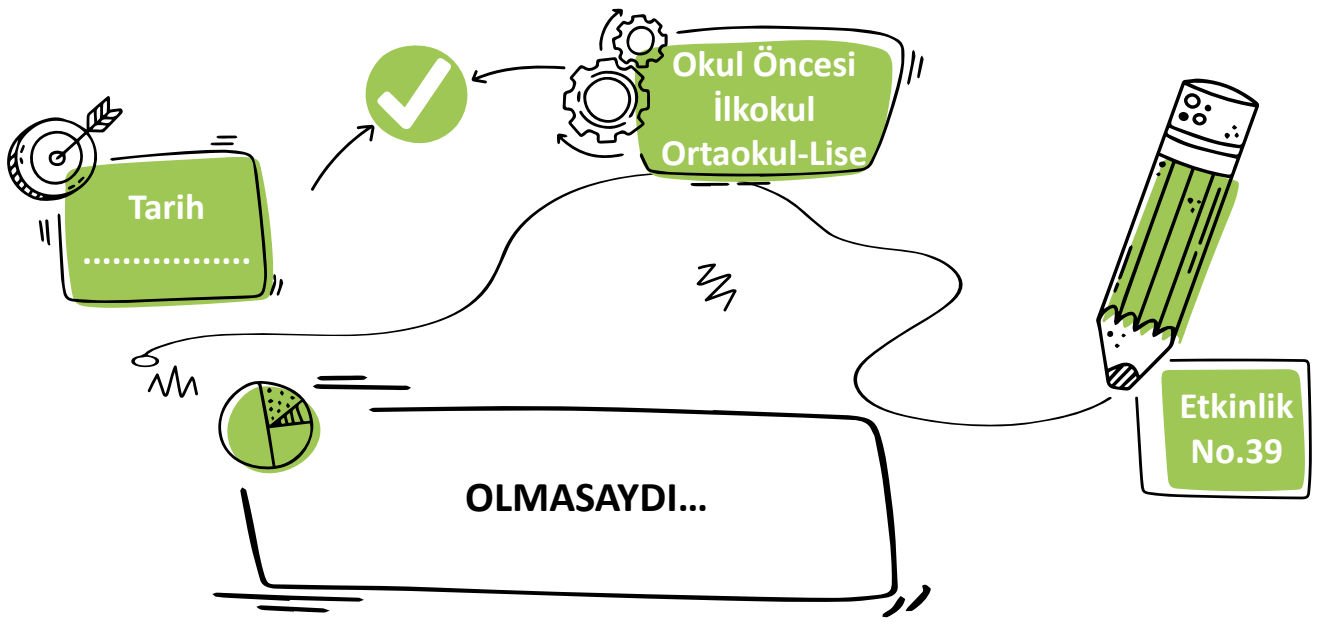 Okul Öncesi
İlkokul
Ortaokul-Lise
Tarih
.................
Etkinlik
No.39
OLMASAYDI...